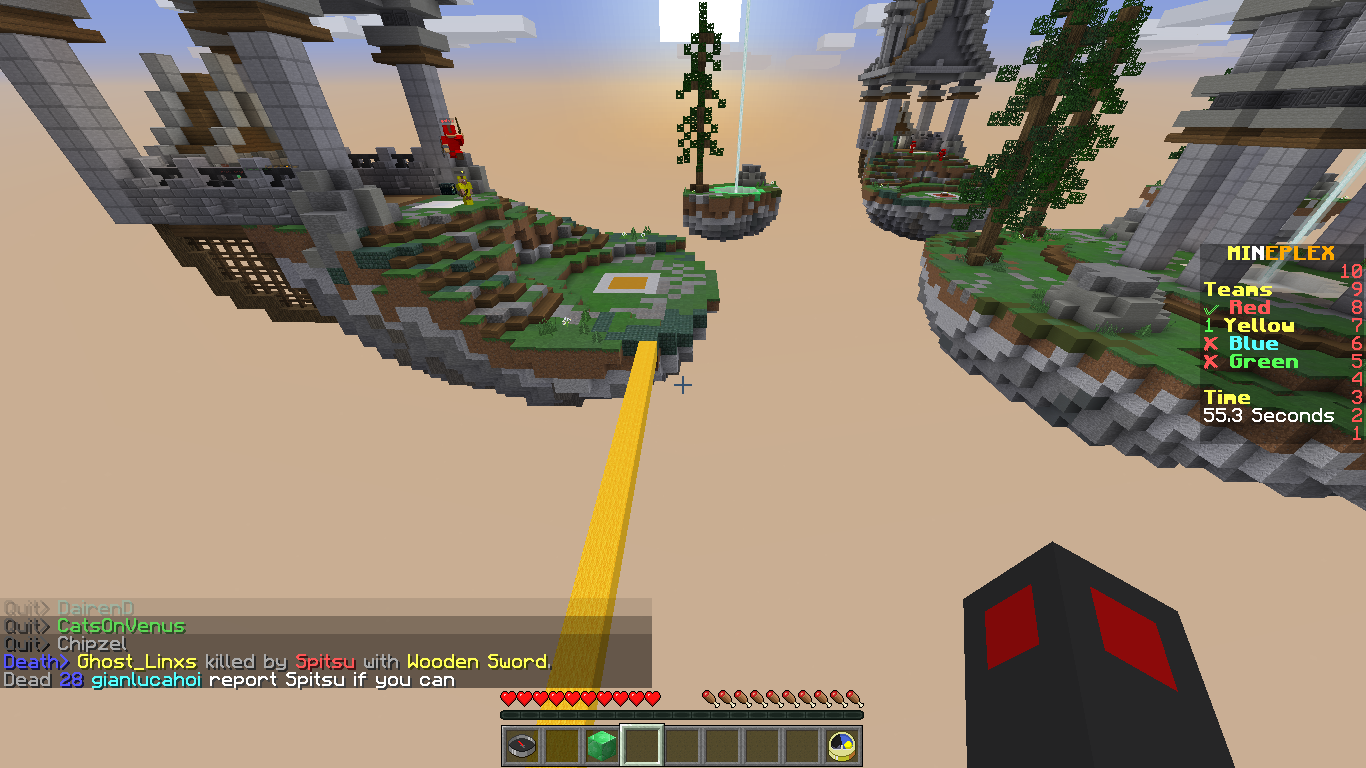 MINEPLEX
10
Teams 9
✓ Red 8
1 Yellow 7
✗ Blue 6
✗ Green 5
4
Time 3
55.3 Seconds 2
1
Quit> DairenD
Quit> CatsOnVenus
Quit> Chipzel
Death> Ghost_Linxs killed by Spitsu with Wooden Sword.
Dead 28 gianlucahoi report Spitsu if you can